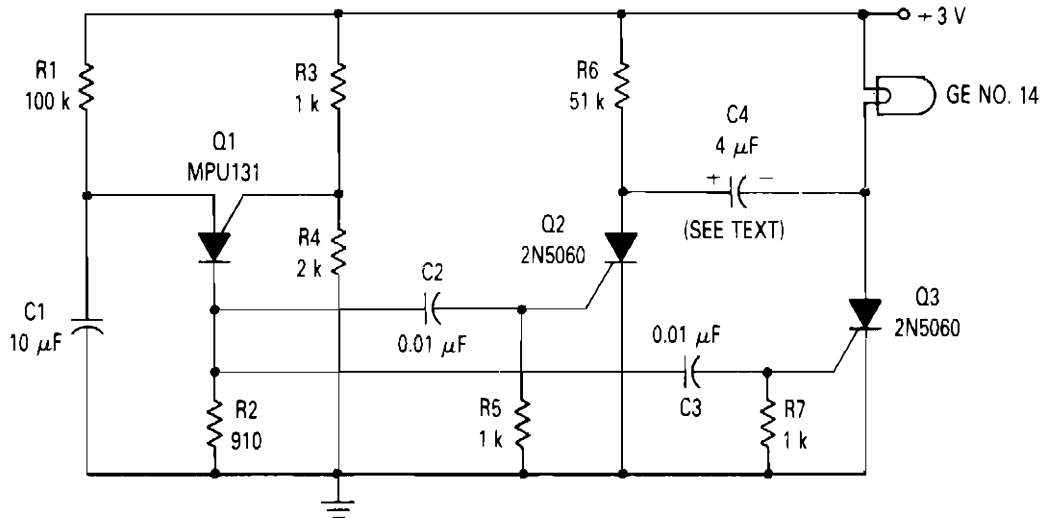 + 3 V
R1
100 k
R3
1 k
R6
51 k
GE NO. 14
C4
4 μF
+ −
(SEE TEXT)
Q1
MPU131
Q2
2N5060
R4
2 k
C2
0.01 μF
Q3
2N5060
C1
10 μF
0.01 μF
C3
R2
910
R5
1 k
R7
1 k